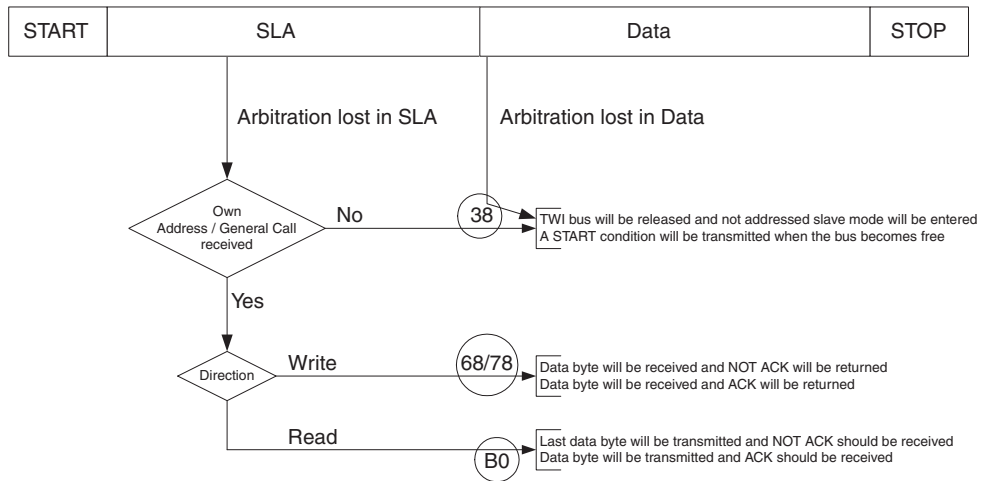 START SLA Data STOP
Arbitration lost in SLA
Arbitration lost in Data
Own
Address / General Call
received
No
38
TWI bus will be released and not addressed slave mode will be entered
A START condition will be transmitted when the bus becomes free
Yes
Direction
Write
68/78
Data byte will be received and NOT ACK will be returned
Data byte will be received and ACK will be returned
Read
B0
Last data byte will be transmitted and NOT ACK should be received
Data byte will be transmitted and ACK should be received